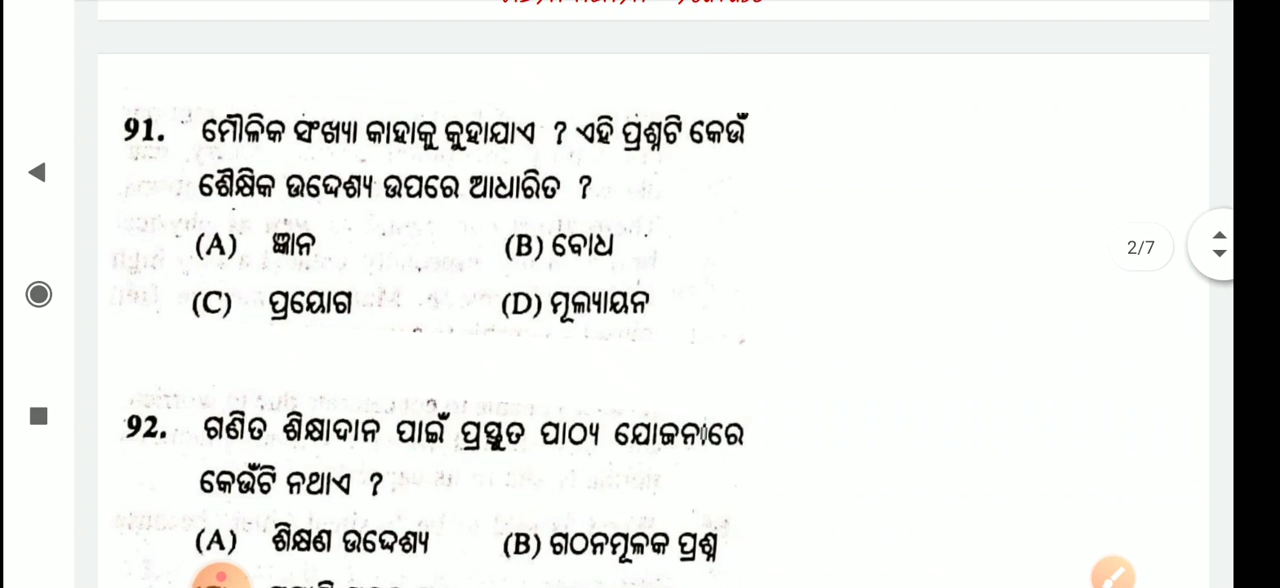 91. ମୌଳିକ ସଂଖ୍ୟା କାହାକୁ କୁହାଯାଏ ? ଏହି ପ୍ରଶ୍ନଟି କେଉଁ
ଶୈକ୍ଷିକ ଉଦ୍ଦେଶ୍ୟ ଉପରେ ଆଧାରିତ ?
(A) ଜ୍ଞାନ (B) ବୋଧ
(C) ପ୍ରୟୋଗ (D) ମୂଲ୍ୟାୟନ
2/7
92. ଗଣିତ ଶିକ୍ଷାଦାନ ପାଇଁ ପ୍ରସ୍ତୁତ ପାଠ୍ୟ ଯୋଜନାରେ
କେଉଁଟି ନଥାଏ ?
(A) ଶିକ୍ଷଣ ଉଦ୍ଦେଶ୍ୟ (B) ଗଠନମୂଳକ ପ୍ରଶ୍ନ